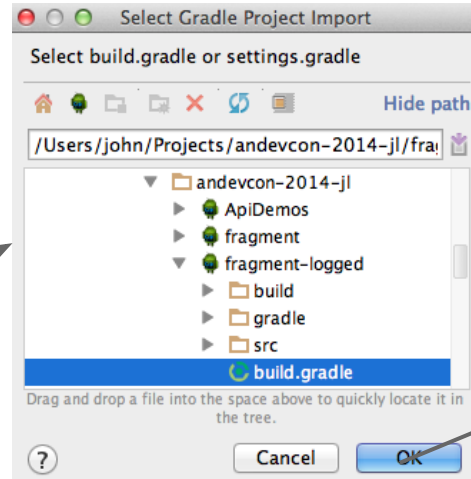 Select Gradle Project Import
Select build.gradle or settings.gradle
Hide path
/Users/john/Projects/andevcon-2014-jl/fra
andevcon-2014-jl
ApiDemos
fragment
fragment-logged
build
gradle
src
build.gradle
Drag and drop a file into the space above to quickly locate it in
the tree.
?
Cancel
OK